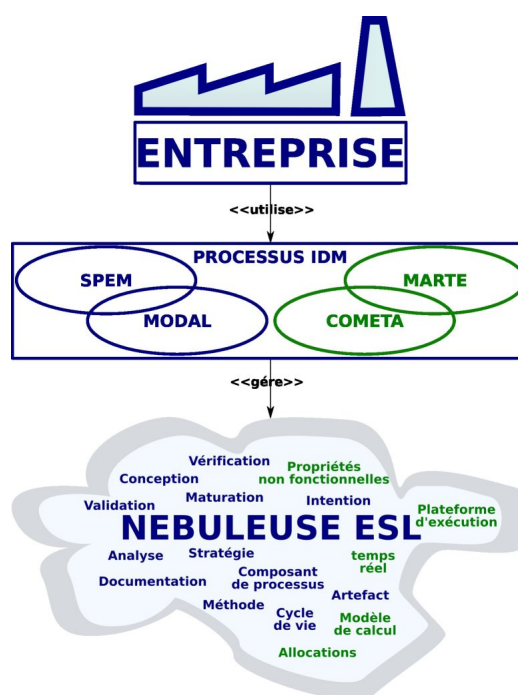 ENTREPRISE
<<utilise>>
PROCESSUS IDM
SPEM
MARTE
MODAL
COMETA
<<gére>>
Vérification
Propriétés
non fonctionnelles
Conception
Maturation
Intention
Validation
Plateforme
d'exécution
NEBULEUSE ESL
Analyse
Stratégie
temps
réel
Documentation
Composant
de processus
Artefact
Méthode
Cycle
de vie
Modèle
de calcul
Allocations